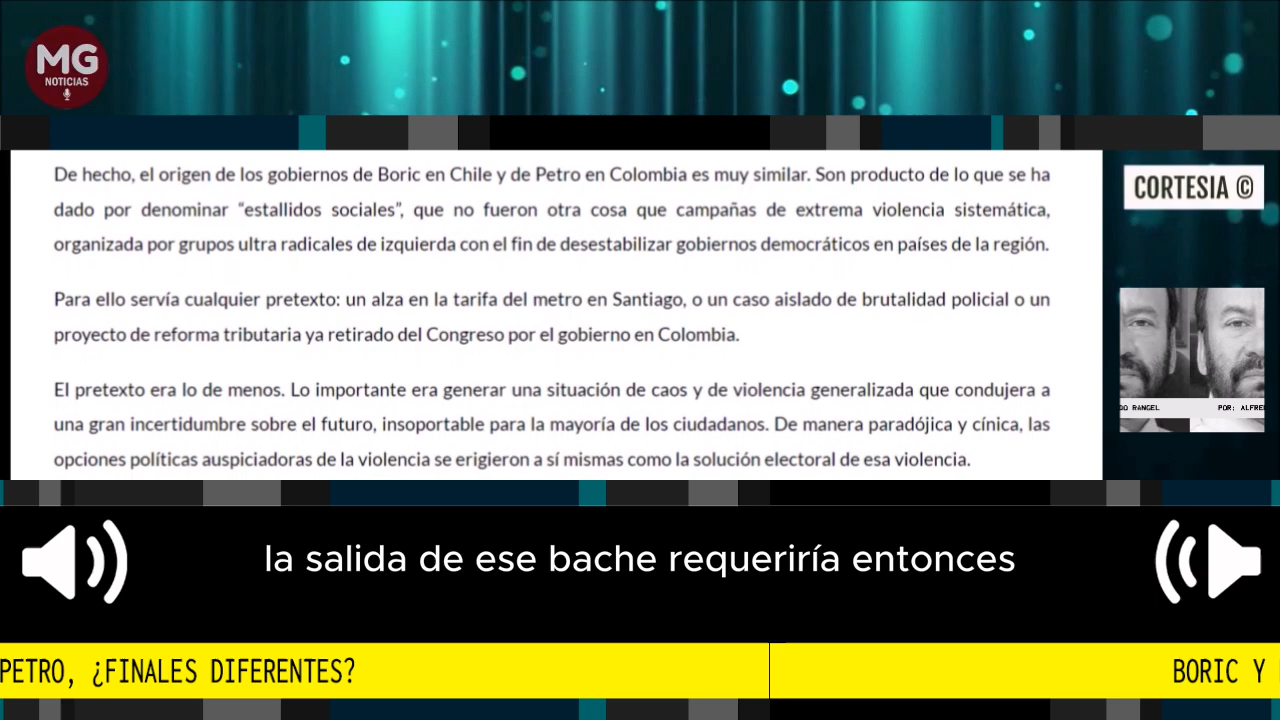 MG
NOTICIAS
De hecho, el origen de los gobiernos de Boric en Chile y de Petro en Colombia es muy similar. Son producto de lo que se ha
dado por denominar “estallidos sociales”, que no fueron otra cosa que campañas de extrema violencia sistemática,
organizada por grupos ultra radicales de izquierda con el fin de desestabilizar gobiernos democráticos en países de la región.
Para ello servía cualquier pretexto: un alza en la tarifa del metro en Santiago, o un caso aislado de brutalidad policial o un
proyecto de reforma tributaria ya retirado del Congreso por el gobierno en Colombia.
El pretexto era lo de menos. Lo importante era generar una situación de caos y de violencia generalizada que condujera a
una gran incertidumbre sobre el futuro, insoportable para la mayoría de los ciudadanos. De manera paradójica y cínica, las
opciones políticas auspiciadoras de la violencia se erigieron a sí mismas como la solución electoral de esa violencia.
CORTESIA ©
DO RANGEL POR: ALFRE
la salida de ese bache requeriría entonces
PETRO, ¿FINALES DIFERENTES? BORIC Y